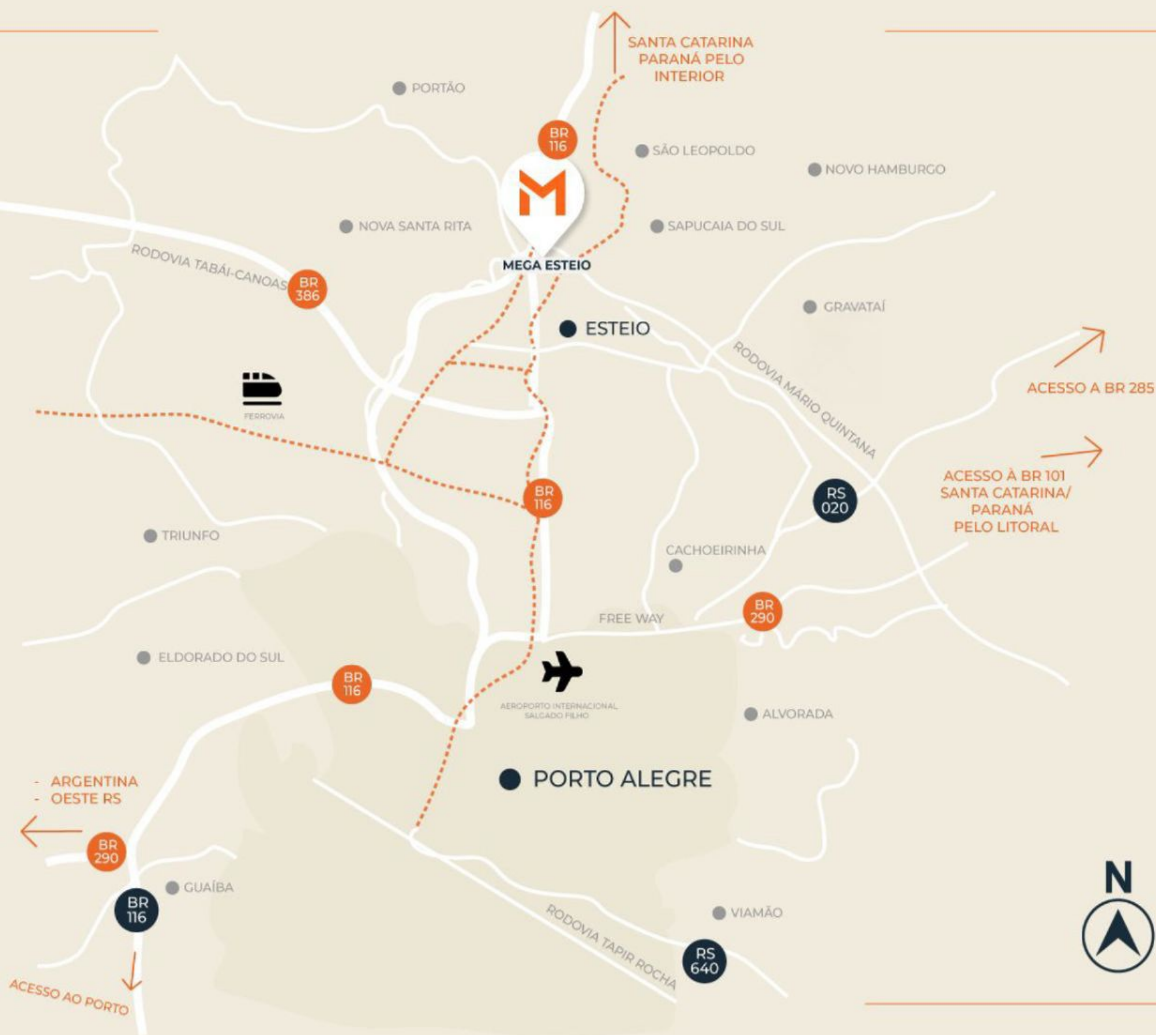 SANTA CATARINA
PARANÁ PELO
INTERIOR
PORTÃO
BR
116
SÃO LEOPOLDO
NOVO HAMBURGO
M
NOVA SANTA RITA
SAPUCAIA DO SUL
RODOVIA TABÁI-CANOAS
MEGA ESTEIO
BR
386
GRAVATAÍ
ESTEIO
RODOVIA MÁRIO QUINTANA
FERROVIA
ACESSO A BR 285
ACESSO À BR 101
SANTA CATARINA/
PARANÁ
PELO LITORAL
BR
116
RS
020
TRIUNFO
CACHOEIRINHA
FREE WAY
BR
290
ELDORADO DO SUL
BR
116
AEROPORTO INTERNACIONAL
SALGADO FILHO
ALVORADA
PORTO ALEGRE
- ARGENTINA
- OESTE RS
BR
290
GUAÍBA
BR
116
N
VIAMÃO
RODOVIA TAPIR ROCHA
RS
640
ACESSO AO PORTO